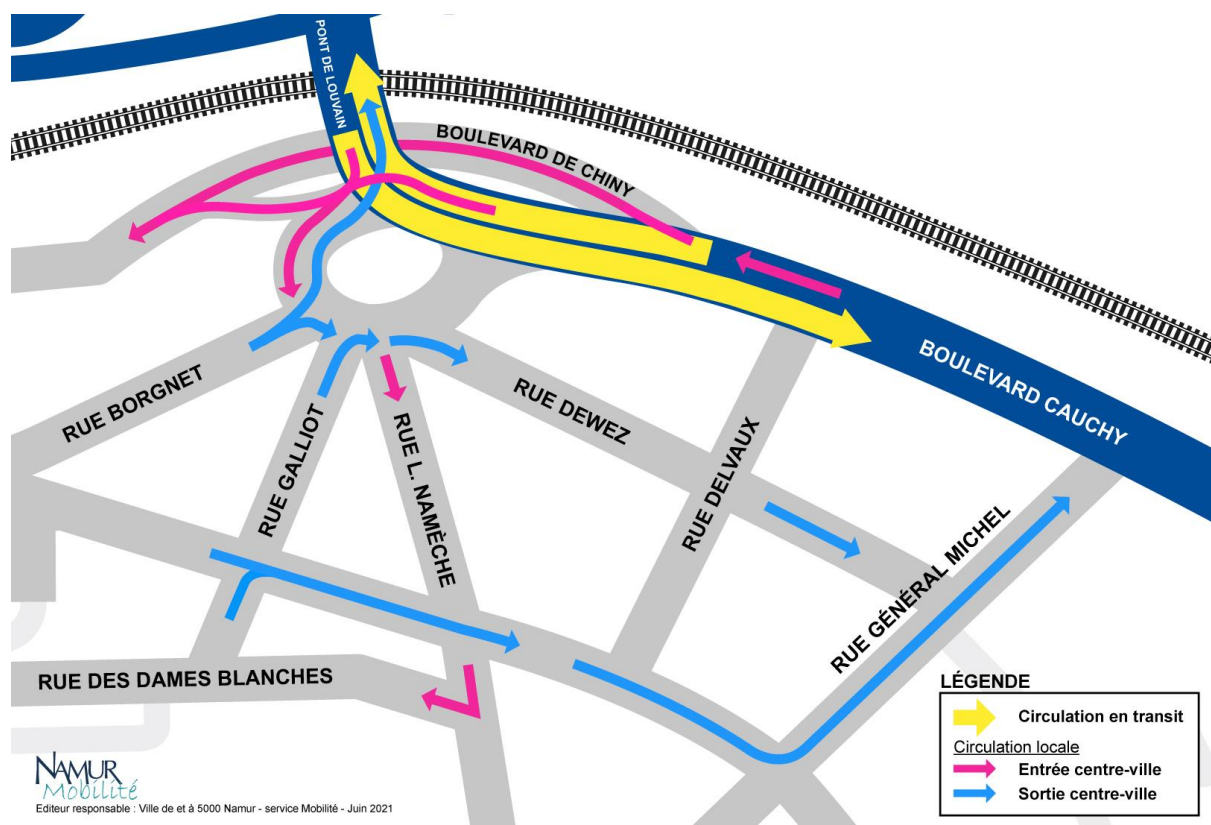 PONT DE LOUVAIN
BOULEVARD DE CHINY
BOULEVARD CAUCHY
RUE BORGNET
RUE GALLIOT
RUE L. NAMÈCHE
RUE DEWEZ
RUE DELVAUX
RUE GÉNÉRAL MICHEL
RUE DES DAMES BLANCHES
LÉGENDE
Circulation en transit
Circulation locale
Entrée centre-ville
Sortie centre-ville
NAMUR
Mobilité
Editeur responsable : Ville de et à 5000 Namur - service Mobilité - Juin 2021